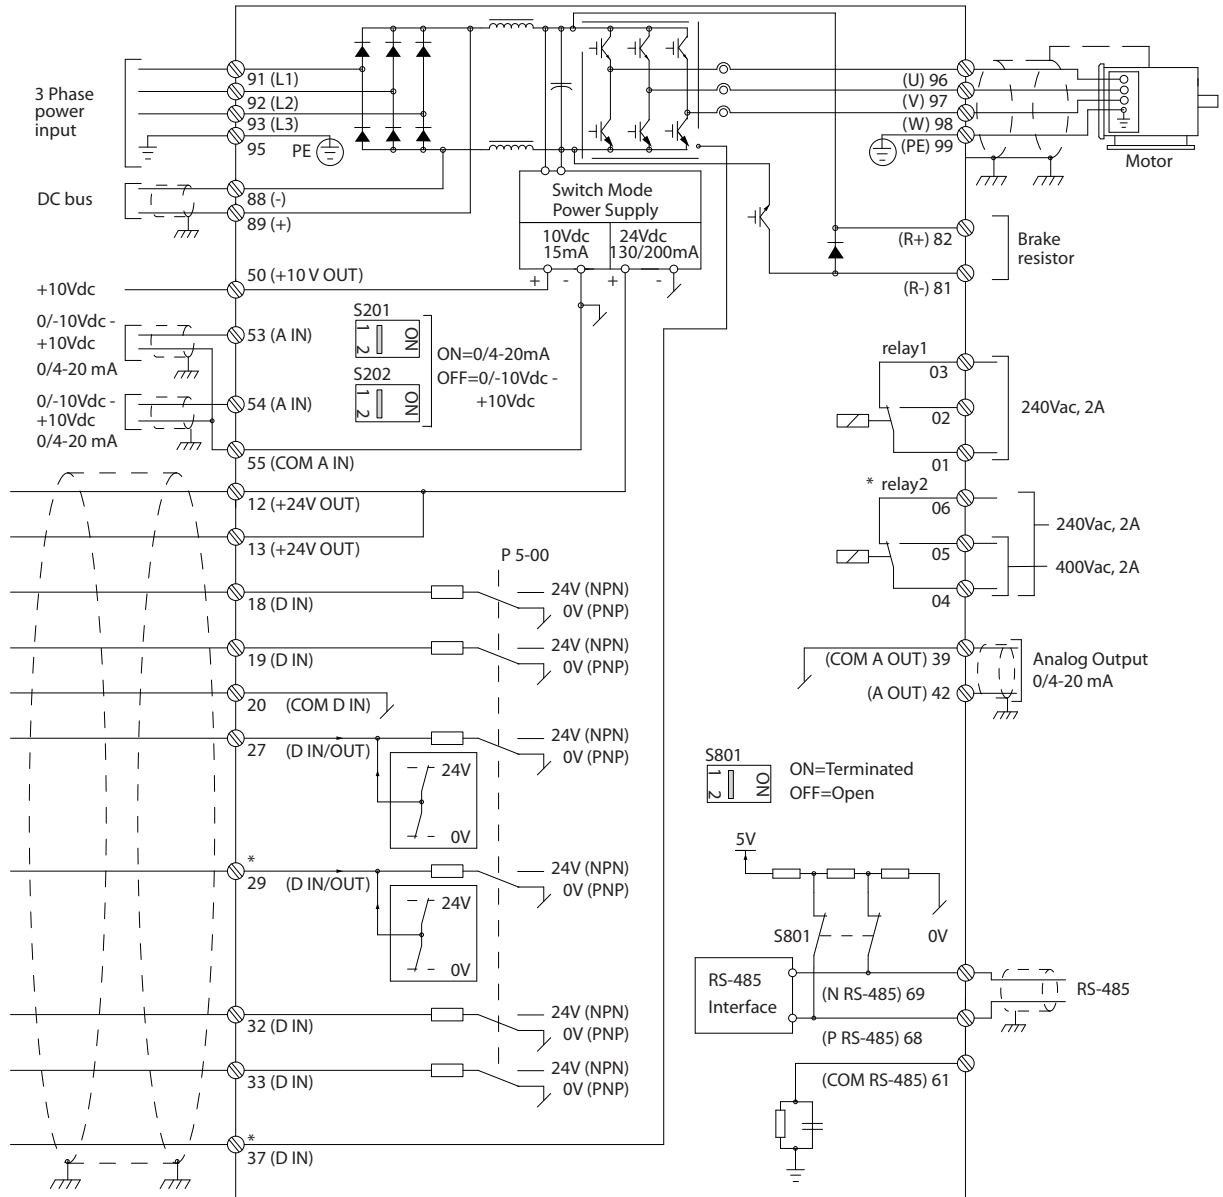 3 Phase
power
input
91 (L1)
92 (L2)
93 (L3)
95
PE
DC bus
88 (-)
89 (+)
Switch Mode
Power Supply
10Vdc
15mA
24Vdc
130/200mA
+
-
+
-
(U) 96
(V) 97
(W) 98
(PE) 99
Motor
(R+) 82
(R-) 81
Brake
resistor
+10Vdc
50 (+10 V OUT)
0/-10Vdc -
+10Vdc
0/4-20 mA
53 (A IN)
0/-10Vdc -
+10Vdc
0/4-20 mA
54 (A IN)
55 (COM A IN)
S201
1
2
ON
S202
1
2
ON
ON=0/4-20mA
OFF=0/-10Vdc -
+10Vdc
relay1
03
02
01
240Vac, 2A
* relay2
06
05
04
240Vac, 2A
400Vac, 2A
12 (+24V OUT)
13 (+24V OUT)
P 5-00
18 (D IN)
24V (NPN)
0V (PNP)
19 (D IN)
24V (NPN)
0V (PNP)
20 (COM D IN)
27 (D IN/OUT)
24V (NPN)
0V (PNP)
24V
0V
*
29 (D IN/OUT)
24V (NPN)
0V (PNP)
24V
0V
32 (D IN)
24V (NPN)
0V (PNP)
33 (D IN)
24V (NPN)
0V (PNP)
*
37 (D IN)
(COM A OUT) 39
(A OUT) 42
Analog Output
0/4-20 mA
S801
1
2
ON
ON=Terminated
OFF=Open
5V
S801
0V
RS-485
Interface
(N RS-485) 69
(P RS-485) 68
RS-485
(COM RS-485) 61